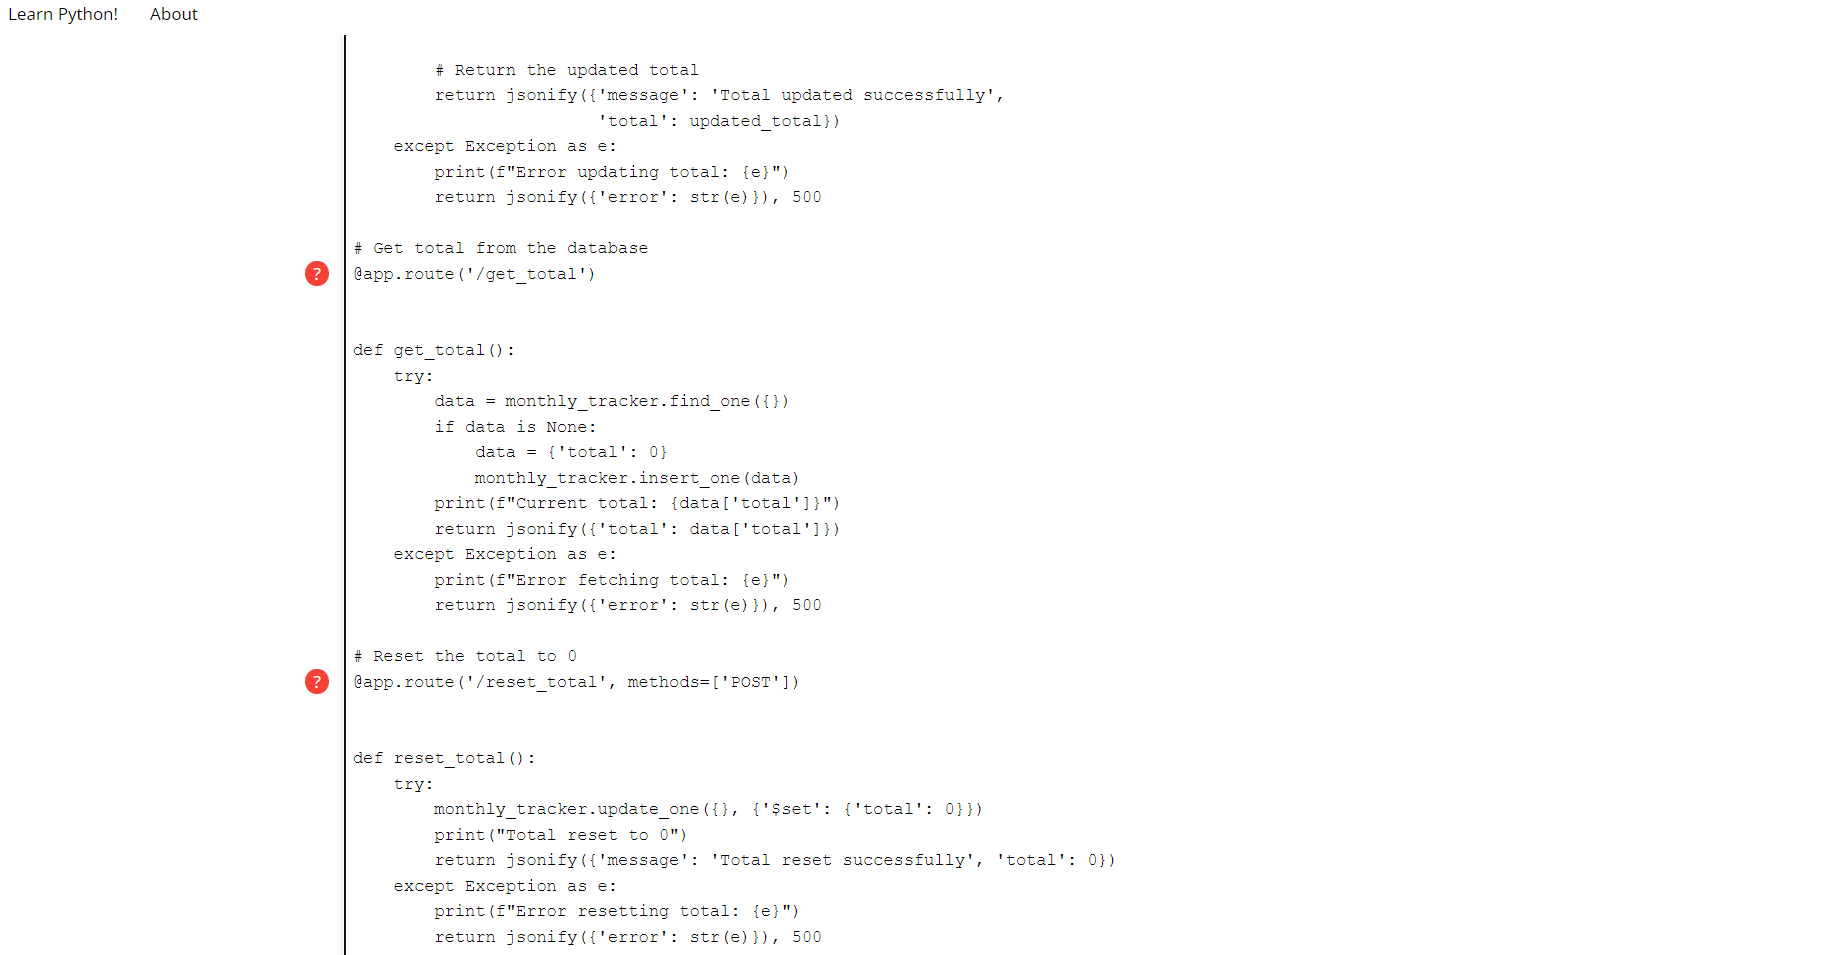 Learn Python! About
# Return the updated total
return jsonify({'message': 'Total updated successfully',
'total': updated_total})
except Exception as e:
print(f"Error updating total: {e}")
return jsonify({'error': str(e)}), 500
# Get total from the database
? @app.route('/get_total')
def get_total():
try:
data = monthly_tracker.find_one({})
if data is None:
data = {'total': 0}
monthly_tracker.insert_one(data)
print(f"Current total: {data['total']}")
return jsonify({'total': data['total']})
except Exception as e:
print(f"Error fetching total: {e}")
return jsonify({'error': str(e)}), 500
# Reset the total to 0
? @app.route('/reset_total', methods=['POST'])
def reset_total():
try:
monthly_tracker.update_one({}, {'$set': {'total': 0}})
print("Total reset to 0")
return jsonify({'message': 'Total reset successfully', 'total': 0})
except Exception as e:
print(f"Error resetting total: {e}")
return jsonify({'error': str(e)}), 500